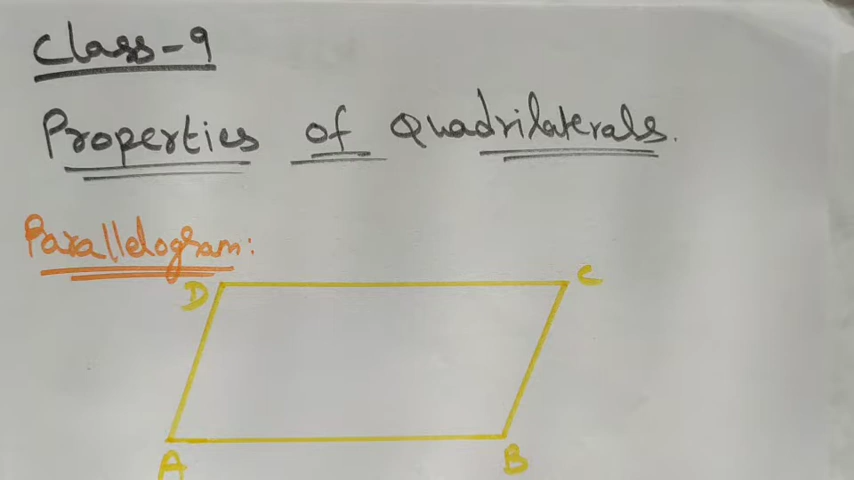 Class-9
Properties of Quadrilaterals.
Parallelogram:
D C
A B